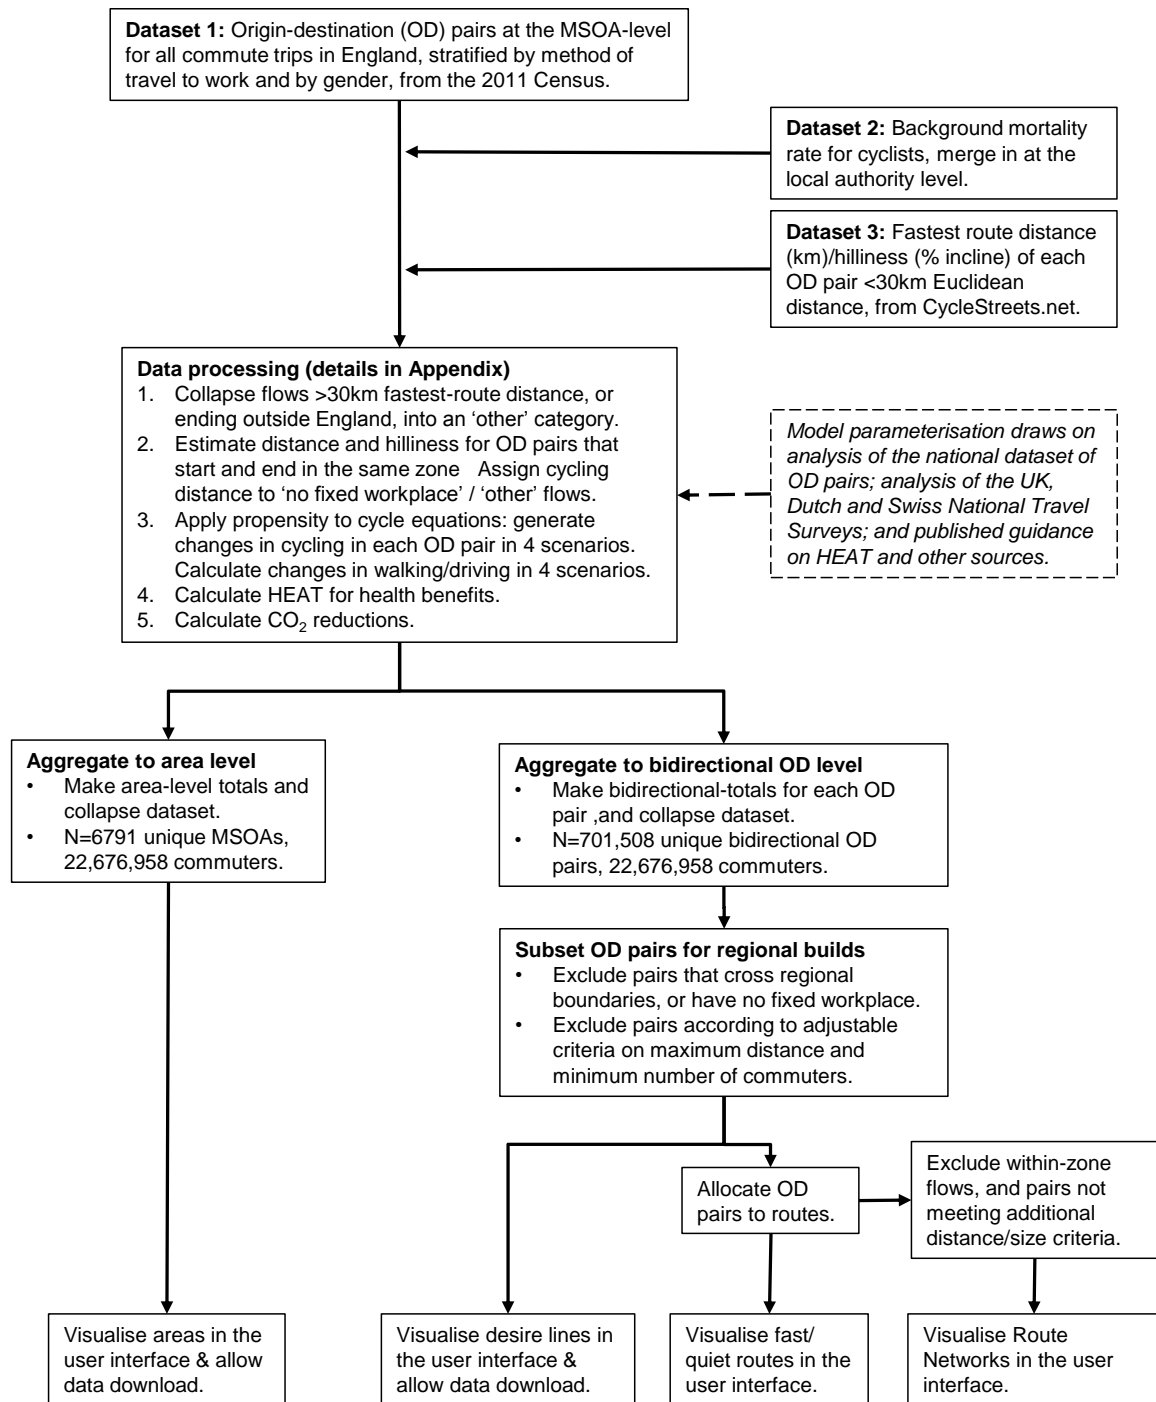 Dataset 1: Origin-destination (OD) pairs at the MSOA-level
for all commute trips in England, stratified by method of
travel to work and by gender, from the 2011 Census.
Dataset 2: Background mortality
rate for cyclists, merge in at the
local authority level.
Dataset 3: Fastest route distance
(km)/hilliness (% incline) of each
OD pair <30km Euclidean
distance, from CycleStreets.net.
Data processing (details in Appendix)
1. Collapse flows >30km fastest-route distance, or
ending outside England, into an ‘other’ category.
2. Estimate distance and hilliness for OD pairs that
start and end in the same zone Assign cycling
distance to ‘no fixed workplace’ / ‘other’ flows.
3. Apply propensity to cycle equations: generate
changes in cycling in each OD pair in 4 scenarios.
Calculate changes in walking/driving in 4 scenarios.
4. Calculate HEAT for health benefits.
5. Calculate CO2 reductions.
Model parameterisation draws on
analysis of the national dataset of
OD pairs; analysis of the UK,
Dutch and Swiss National Travel
Surveys; and published guidance
on HEAT and other sources.
Aggregate to area level
• Make area-level totals and
collapse dataset.
• N=6791 unique MSOAs,
22,676,958 commuters.
Aggregate to bidirectional OD level
• Make bidirectional-totals for each OD
pair ,and collapse dataset.
• N=701,508 unique bidirectional OD
pairs, 22,676,958 commuters.
Subset OD pairs for regional builds
• Exclude pairs that cross regional
boundaries, or have no fixed workplace.
• Exclude pairs according to adjustable
criteria on maximum distance and
minimum number of commuters.
Allocate OD
pairs to routes.
Exclude within-zone
flows, and pairs not
meeting additional
distance/size criteria.
Visualise areas in the
user interface & allow
data download.
Visualise desire lines in
the user interface &
allow data download.
Visualise fast/
quiet routes in the
user interface.
Visualise Route
Networks in the user
interface.